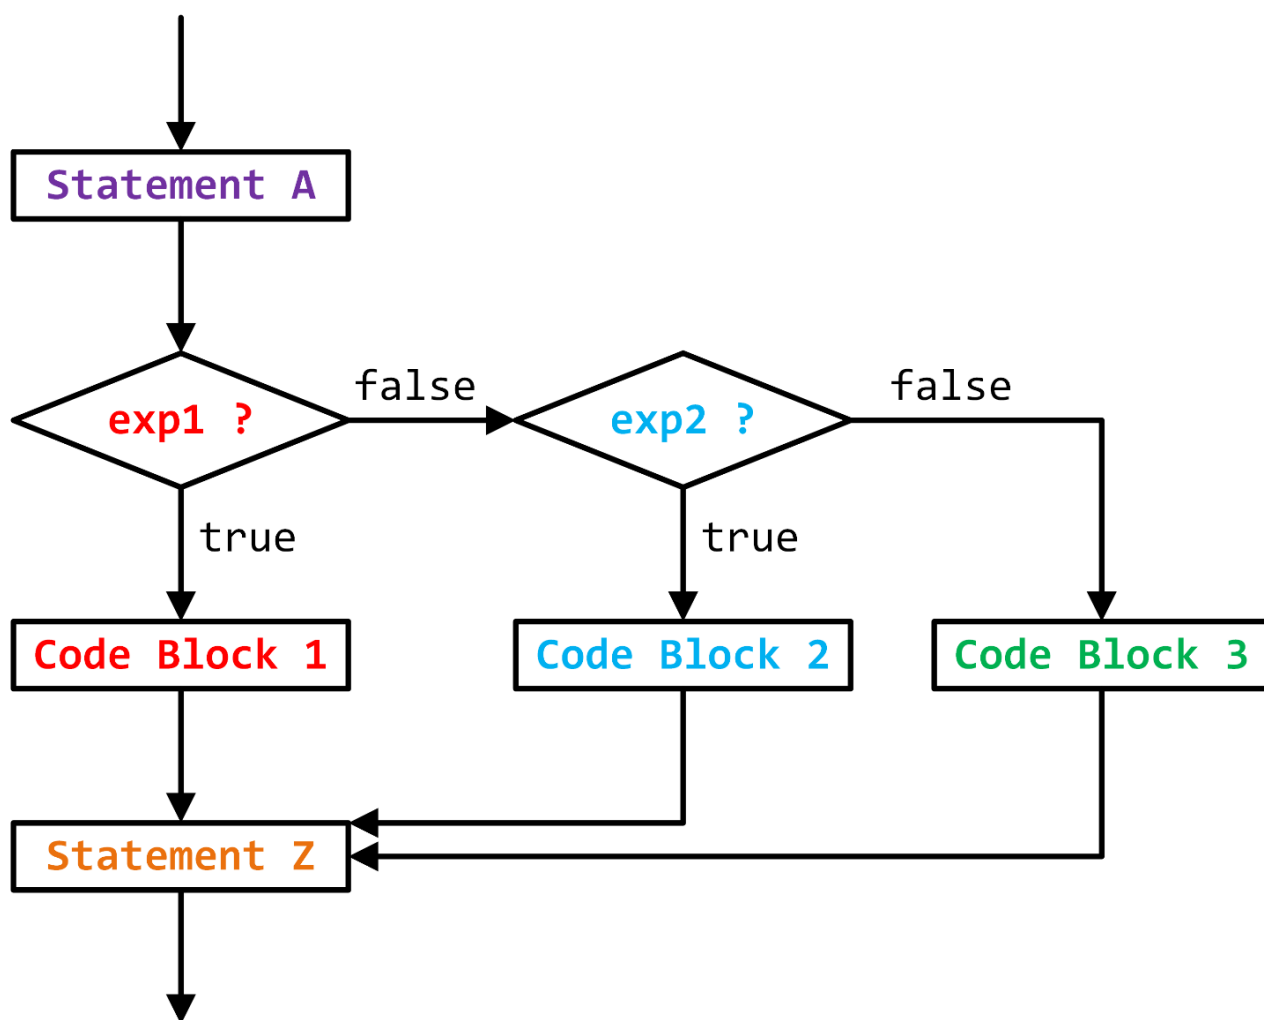 Statement A
exp1 ?
false
exp2 ?
false
true
true
Code Block 1
Code Block 2
Code Block 3
Statement Z